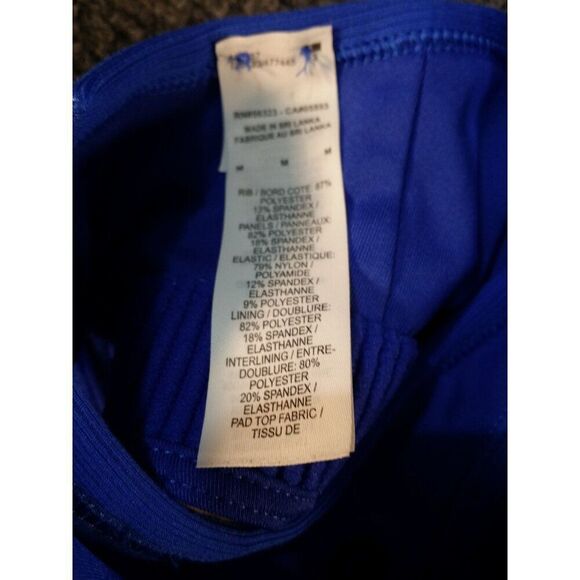 MADE IN SRI LANKA
FABRIQUE AU SRI LANKA
M M M
RIB / BORD COTE: 87%
POLYESTER
13% SPANDEX /
ELASTHANNE
PANELS / PANNEAUX:
82% POLYESTER
18% SPANDEX /
ELASTHANNE
ELASTIC / ELASTIQUE:
79% NYLON /
POLYAMIDE
12% SPANDEX /
ELASTHANNE
9% POLYESTER
LINING / DOUBLURE:
82% POLYESTER
18% SPANDEX /
ELASTHANNE
INTERLINING / ENTRE-
DOUBLURE: 80%
POLYESTER
20% SPANDEX /
ELASTHANNE
PAD TOP FABRIC /
TISSU DE